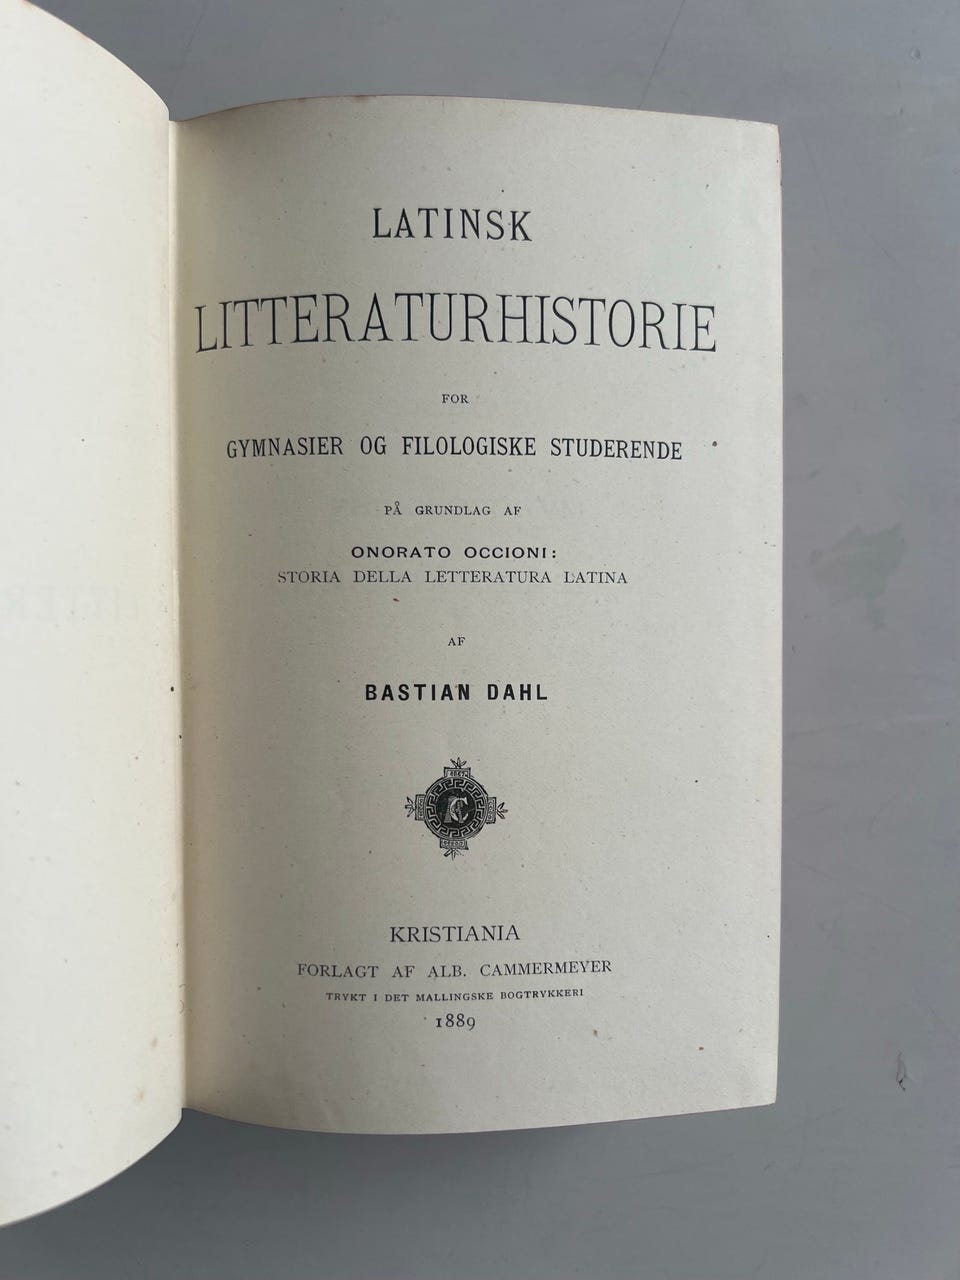 LATINSK
LITTERATURHISTORIE
FOR
GYMNASIER OG FILOLOGISKE STUDERENDE
PÅ GRUNDLAG AF
ONORATO OCCIONI:
STORIA DELLA LETTERATURA LATINA
AF
BASTIAN DAHL
KRISTIANIA
FORLAGT AF ALB. CAMMERMEYER
TRYKT I DET MALLINGSKE BOGTRYKKERI
1889